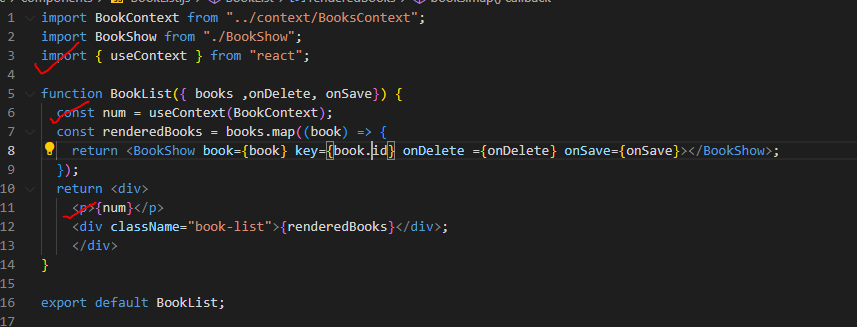 components > BookList.js > BookList > renderedBooks > books.map() callback
1 import BookContext from "../context/BooksContext";
2 import BookShow from "./BookShow";
3 import { useContext } from "react";
4
5 function BookList({ books ,onDelete, onSave}) {
6 const num = useContext(BookContext);
7 const renderedBooks = books.map((book) => {
8 return <BookShow book={book} key={book.id} onDelete ={onDelete} onSave={onSave}></BookShow>;
9 });
10 return <div>
11 <p>{num}</p>
12 <div className="book-list">{renderedBooks}</div>;
13 </div>
14 }
15
16 export default BookList;
17